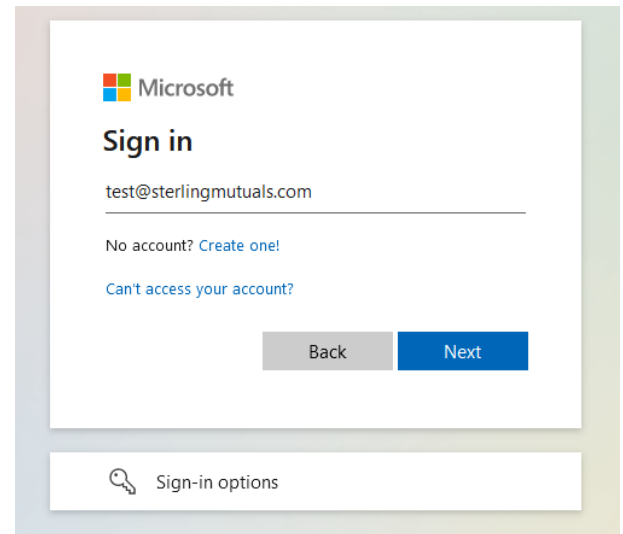 Microsoft
Sign in
test@sterlingmutuals.com
No account? Create one!
Can't access your account?
Back Next
Sign-in options